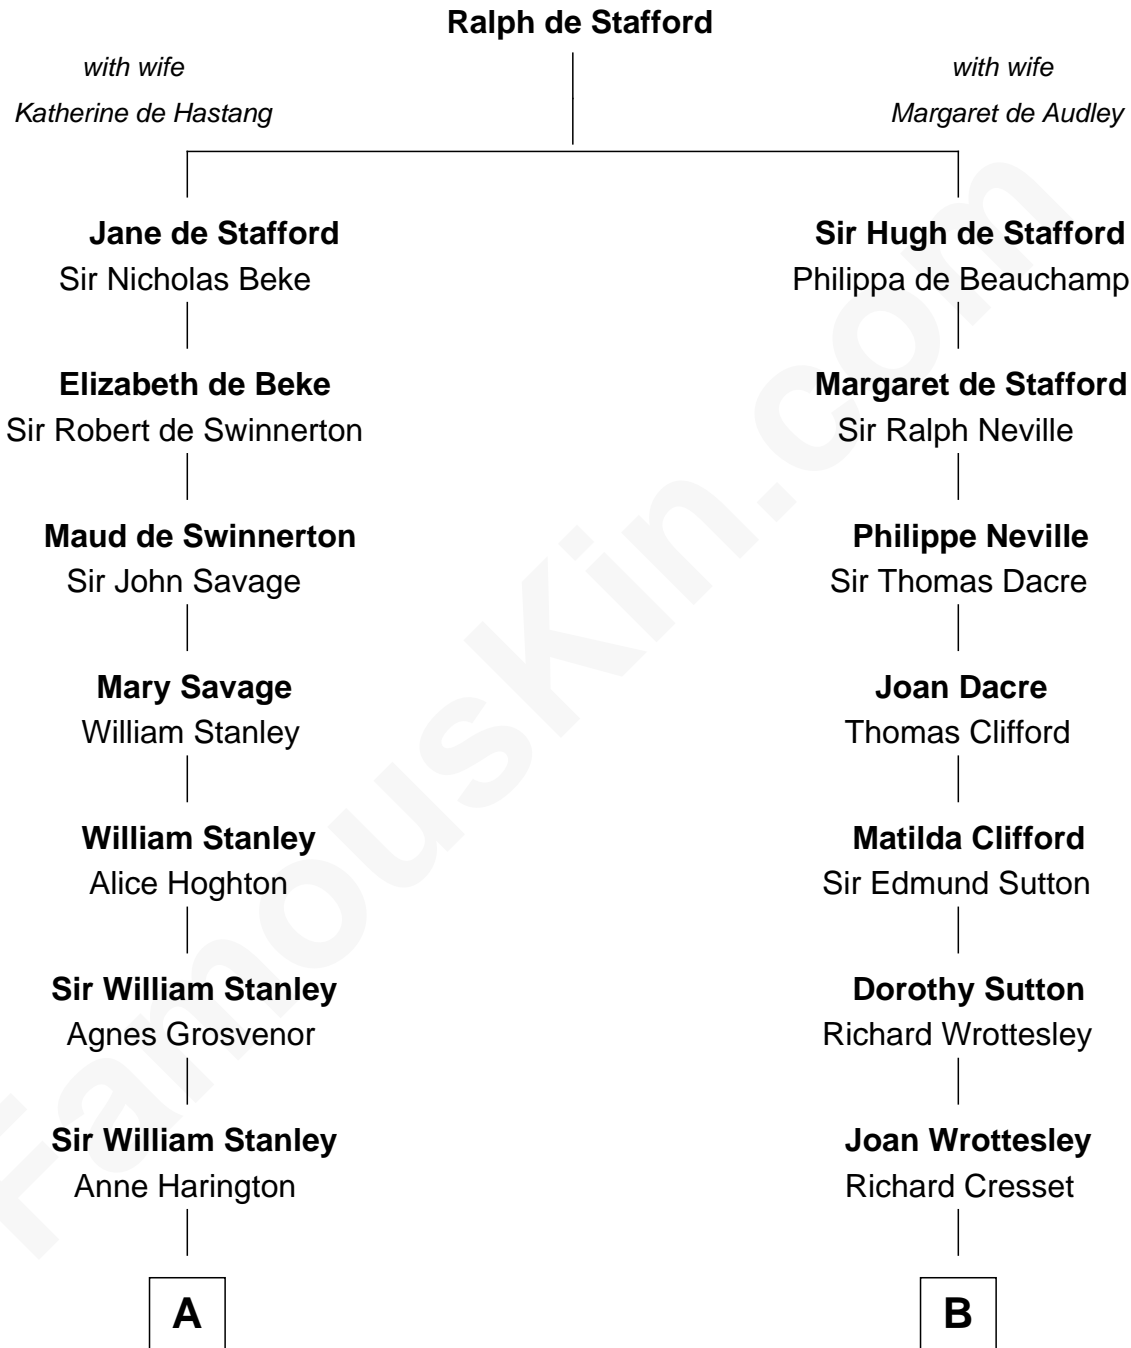 Ralph de Stafford
with wife
Katherine de Hastang
with wife
Margaret de Audley
Jane de Stafford
Sir Nicholas Beke
Sir Hugh de Stafford
Philippa de Beauchamp
Elizabeth de Beke
Sir Robert de Swinnerton
Margaret de Stafford
Sir Ralph Neville
Maud de Swinnerton
Sir John Savage
Philippe Neville
Sir Thomas Dacre
Mary Savage
William Stanley
Joan Dacre
Thomas Clifford
William Stanley
Alice Hoghton
Matilda Clifford
Sir Edmund Sutton
Sir William Stanley
Agnes Grosvenor
Dorothy Sutton
Richard Wrottesley
Sir William Stanley
Anne Harington
Joan Wrottesley
Richard Cresset
A
B
FamousKin.com